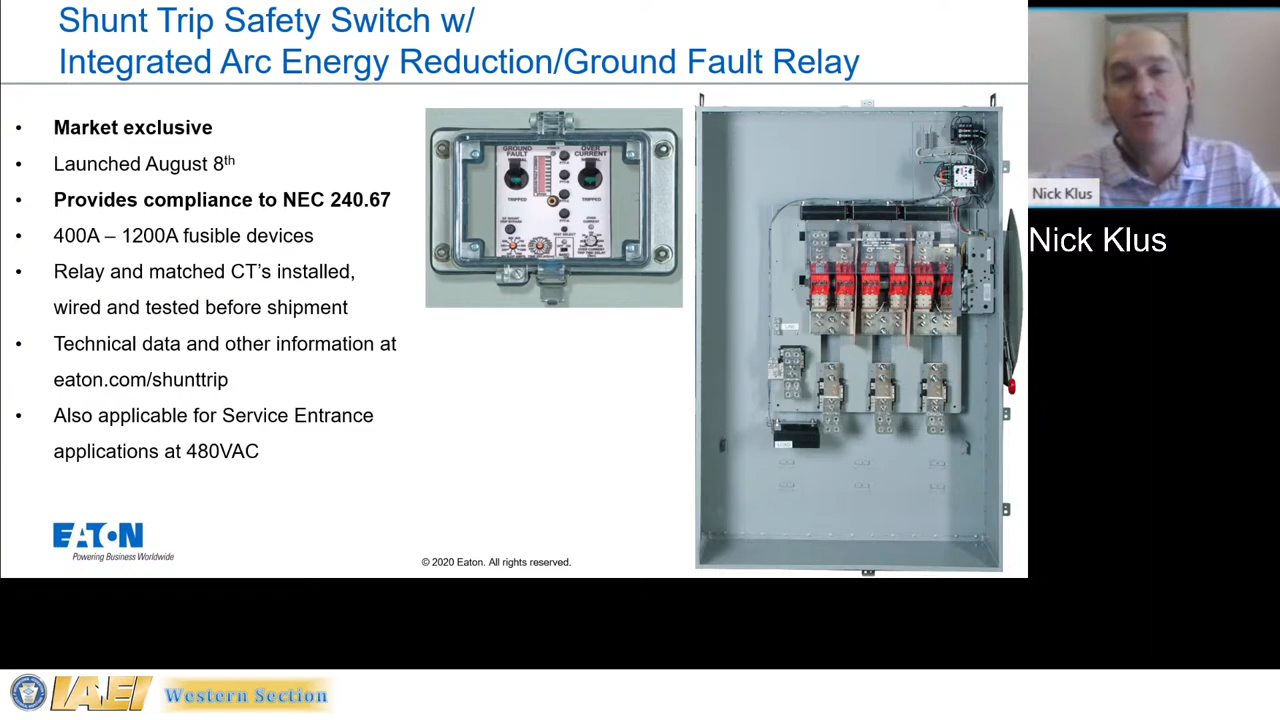 Shunt Trip Safety Switch w/
Integrated Arc Energy Reduction/Ground Fault Relay
• Market exclusive
• Launched August 8th
• Provides compliance to NEC 240.67
• 400A – 1200A fusible devices
• Relay and matched CT's installed,
wired and tested before shipment
• Technical data and other information at
eaton.com/shunttrip
• Also applicable for Service Entrance
applications at 480VAC
GROUND
FAULT
OVER
CURRENT
TRIPPED
TRIPPED
EATON
Powering Business Worldwide
© 2020 Eaton. All rights reserved.
Nick Klus
Nick Klus
IAEI Western Section